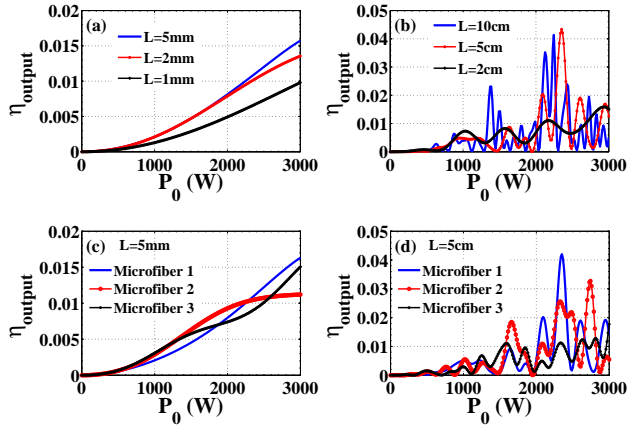 (a)
L=5mm
L=2mm
L=1mm
0.02
0.015
0.01
0.005
0
η_output
0 1000 2000 3000
P_0 (W)
(b)
L=10cm
L=5cm
L=2cm
0.05
0.04
0.03
0.02
0.01
0
η_output
0 1000 2000 3000
P_0 (W)
(c) L=5mm
Microfiber 1
Microfiber 2
Microfiber 3
0.02
0.015
0.01
0.005
0
η_output
0 1000 2000 3000
P_0 (W)
(d) L=5cm
Microfiber 1
Microfiber 2
Microfiber 3
0.05
0.04
0.03
0.02
0.01
0
η_output
0 1000 2000 3000
P_0 (W)